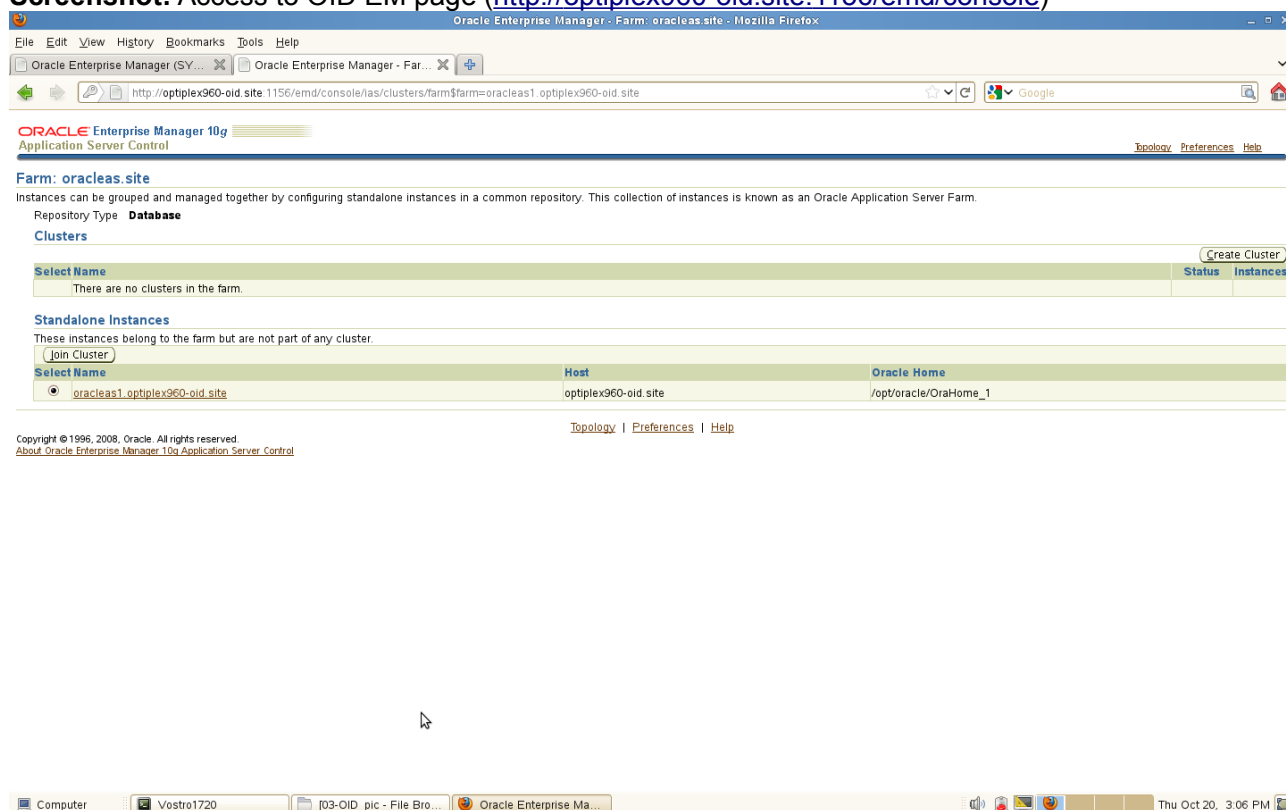 Screenshot: Access to OID EM page (http://optiplex960-oid.site:1156/emd/console)
Oracle Enterprise Manager - Farm: oracleas.site - Mozilla Firefox
File Edit View History Bookmarks Tools Help
Oracle Enterprise Manager (SY... Oracle Enterprise Manager - Far...
http://optiplex960-oid.site:1156/emd/console/ias/clusters/farm$farm=oracleas1.optiplex960-oid.site Google
ORACLE Enterprise Manager 10g
Application Server Control
Topology Preferences Help
Farm: oracleas.site
Instances can be grouped and managed together by configuring standalone instances in a common repository. This collection of instances is known as an Oracle Application Server Farm.
Repository Type Database
Clusters
Create Cluster
Select Name Status Instances
There are no clusters in the farm.
Standalone Instances
These instances belong to the farm but are not part of any cluster.
Join Cluster
Select Name Host Oracle Home
oracleas1.optiplex960-oid.site optiplex960-oid.site /opt/oracle/OraHome_1
Topology | Preferences | Help
Copyright © 1996, 2008, Oracle. All rights reserved.
About Oracle Enterprise Manager 10g Application Server Control
Computer Vostro1720 [03-OID_pic - File Bro... Oracle Enterprise Ma... Thu Oct 20, 3:06 PM